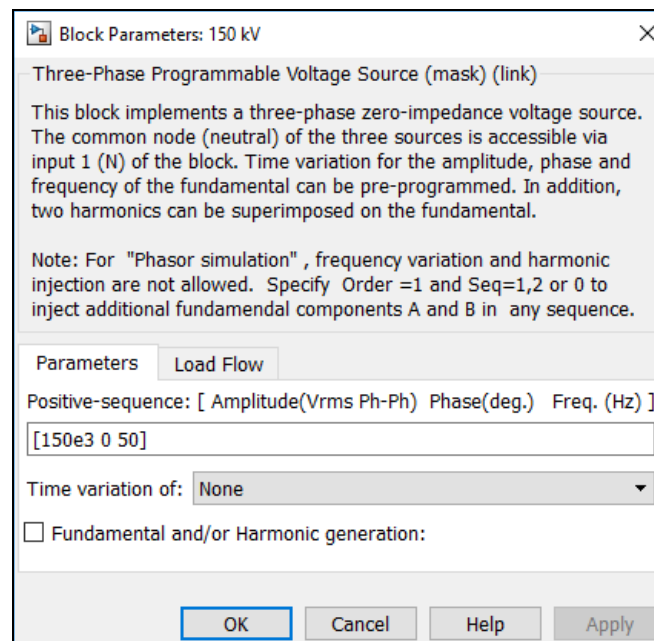 Block Parameters: 150 kV
Three-Phase Programmable Voltage Source (mask) (link)
This block implements a three-phase zero-impedance voltage source.
The common node (neutral) of the three sources is accessible via
input 1 (N) of the block. Time variation for the amplitude, phase and
frequency of the fundamental can be pre-programmed. In addition,
two harmonics can be superimposed on the fundamental.
Note: For "Phasor simulation" , frequency variation and harmonic
injection are not allowed. Specify Order =1 and Seq=1,2 or 0 to
inject additional fundamendal components A and B in any sequence.
Parameters Load Flow
Positive-sequence: [ Amplitude(Vrms Ph-Ph) Phase(deg.) Freq. (Hz) ]
[150e3 0 50]
Time variation of: None
Fundamental and/or Harmonic generation:
OK Cancel Help Apply